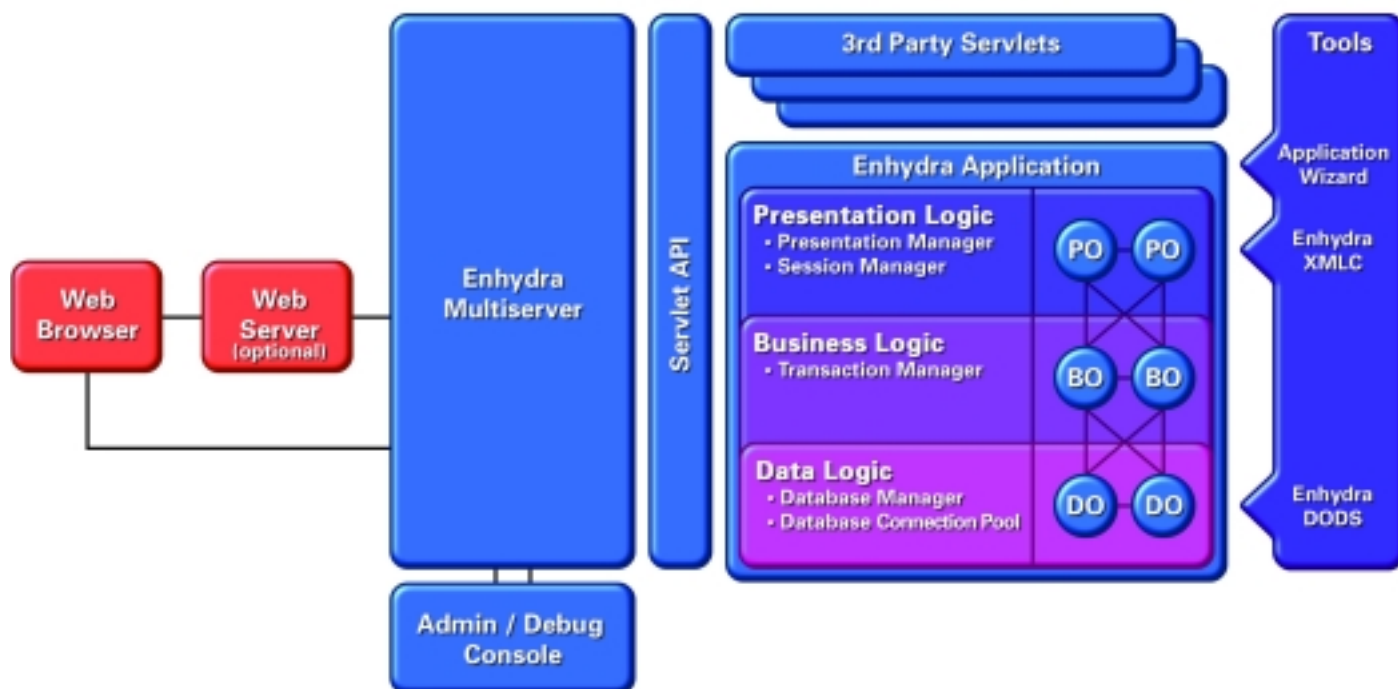 Web
Browser
Web
Server
(optional)
Enhydra
Multiserver
Admin / Debug
Console
Servlet API
3rd Party Servlets
Enhydra Application
Presentation Logic
• Presentation Manager
• Session Manager
PO PO
Business Logic
• Transaction Manager
BO BO
Data Logic
• Database Manager
• Database Connection Pool
DO DO
Tools
Application
Wizard
Enhydra
XMLC
Enhydra
DODS